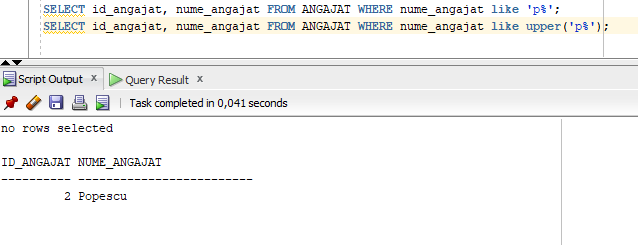 SELECT id_angajat, nume_angajat FROM ANGAJAT WHERE nume_angajat like 'p%';
SELECT id_angajat, nume_angajat FROM ANGAJAT WHERE nume_angajat like upper('p%');
Script Output x Query Result x
Task completed in 0,041 seconds
no rows selected
ID_ANGAJAT NUME_ANGAJAT
---------- -------------------------
2 Popescu